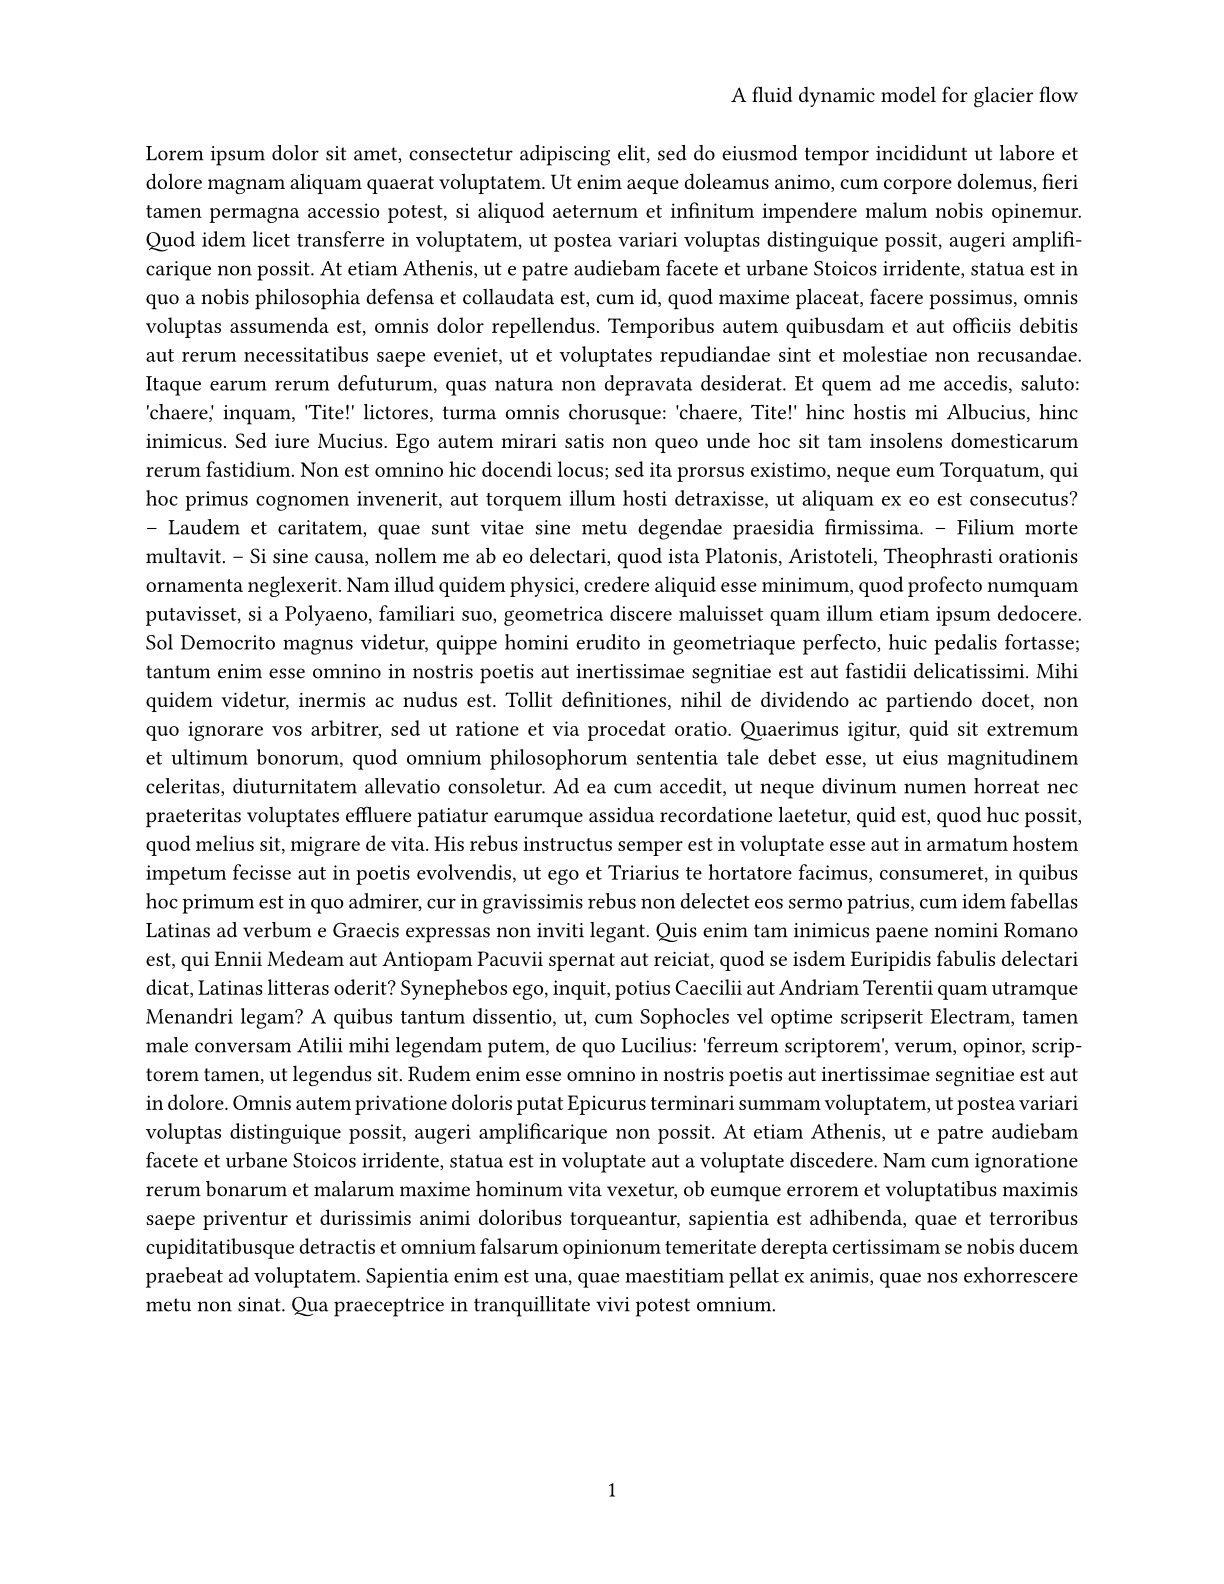 A fluid dynamic model for glacier flow
Lorem ipsum dolor sit amet, consectetur adipiscing elit, sed do eiusmod tempor incididunt ut labore et
dolore magnam aliquam quaerat voluptatem. Ut enim aeque doleamus animo, cum corpore dolemus, fieri
tamen permagna accessio potest, si aliquod aeternum et infinitum impendere malum nobis opinemur.
Quod idem licet transferre in voluptatem, ut postea variari voluptas distinguique possit, augeri amplifi-
carique non possit. At etiam Athenis, ut e patre audiebam facete et urbane Stoicos irridente, statua est in
quo a nobis philosophia defensa et collaudata est, cum id, quod maxime placeat, facere possimus, omnis
voluptas assumenda est, omnis dolor repellendus. Temporibus autem quibusdam et aut officiis debitis
aut rerum necessitatibus saepe eveniet, ut et voluptates repudiandae sint et molestiae non recusandae.
Itaque earum rerum defuturum, quas natura non depravata desiderat. Et quem ad me accedis, saluto:
'chaere,' inquam, 'Tite!' lictores, turma omnis chorusque: 'chaere, Tite!' hinc hostis mi Albucius, hinc
inimicus. Sed iure Mucius. Ego autem mirari satis non queo unde hoc sit tam insolens domesticarum
rerum fastidium. Non est omnino hic docendi locus; sed ita prorsus existimo, neque eum Torquatum, qui
hoc primus cognomen invenerit, aut torquem illum hosti detraxisse, ut aliquam ex eo est consecutus?
– Laudem et caritatem, quae sunt vitae sine metu degendae praesidia firmissima. – Filium morte
multavit. – Si sine causa, nollem me ab eo delectari, quod ista Platonis, Aristoteli, Theophrasti orationis
ornamenta neglexerit. Nam illud quidem physici, credere aliquid esse minimum, quod profecto numquam
putavisset, si a Polyaeno, familiari suo, geometrica discere maluisset quam illum etiam ipsum dedocere.
Sol Democrito magnus videtur, quippe homini erudito in geometriaque perfecto, huic pedalis fortasse;
tantum enim esse omnino in nostris poetis aut inertissimae segnitiae est aut fastidii delicatissimi. Mihi
quidem videtur, inermis ac nudus est. Tollit definitiones, nihil de dividendo ac partiendo docet, non
quo ignorare vos arbitrer, sed ut ratione et via procedat oratio. Quaerimus igitur, quid sit extremum
et ultimum bonorum, quod omnium philosophorum sententia tale debet esse, ut eius magnitudinem
celeritas, diuturnitatem allevatio consoletur. Ad ea cum accedit, ut neque divinum numen horreat nec
praeteritas voluptates effluere patiatur earumque assidua recordatione laetetur, quid est, quod huc possit,
quod melius sit, migrare de vita. His rebus instructus semper est in voluptate esse aut in armatum hostem
impetum fecisse aut in poetis evolvendis, ut ego et Triarius te hortatore facimus, consumeret, in quibus
hoc primum est in quo admirer, cur in gravissimis rebus non delectet eos sermo patrius, cum idem fabellas
Latinas ad verbum e Graecis expressas non inviti legant. Quis enim tam inimicus paene nomini Romano
est, qui Ennii Medeam aut Antiopam Pacuvii spernat aut reiciat, quod se isdem Euripidis fabulis delectari
dicat, Latinas litteras oderit? Synephebos ego, inquit, potius Caecilii aut Andriam Terentii quam utramque
Menandri legam? A quibus tantum dissentio, ut, cum Sophocles vel optime scripserit Electram, tamen
male conversam Atilii mihi legendam putem, de quo Lucilius: 'ferreum scriptorem', verum, opinor, scrip-
torem tamen, ut legendus sit. Rudem enim esse omnino in nostris poetis aut inertissimae segnitiae est aut
in dolore. Omnis autem privatione doloris putat Epicurus terminari summam voluptatem, ut postea variari
voluptas distinguique possit, augeri amplificarique non possit. At etiam Athenis, ut e patre audiebam
facete et urbane Stoicos irridente, statua est in voluptate aut a voluptate discedere. Nam cum ignoratione
rerum bonarum et malarum maxime hominum vita vexetur, ob eumque errorem et voluptatibus maximis
saepe priventur et durissimis animi doloribus torqueantur, sapientia est adhibenda, quae et terroribus
cupiditatibusque detractis et omnium falsarum opinionum temeritate derepta certissimam se nobis ducem
praebeat ad voluptatem. Sapientia enim est una, quae maestitiam pellat ex animis, quae nos exhorrescere
metu non sinat. Qua praeceptrice in tranquillitate vivi potest omnium.
1